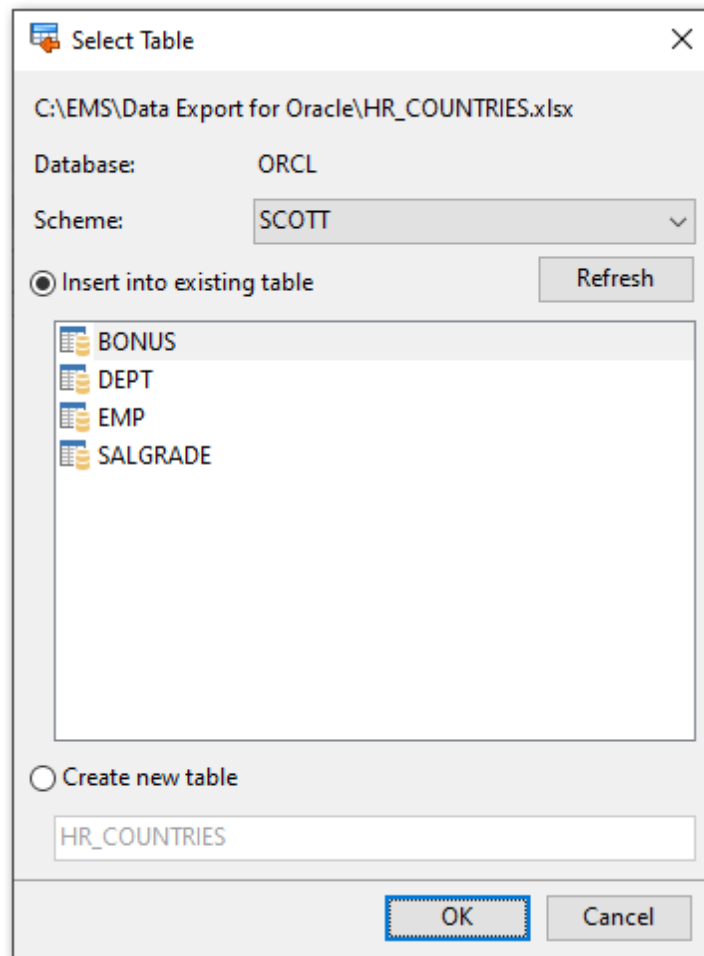 Select Table
C:\EMS\Data Export for Oracle\HR_COUNTRIES.xlsx
Database: ORCL
Scheme: SCOTT
Insert into existing table Refresh
BONUS
DEPT
EMP
SALGRADE
Create new table
HR_COUNTRIES
OK Cancel